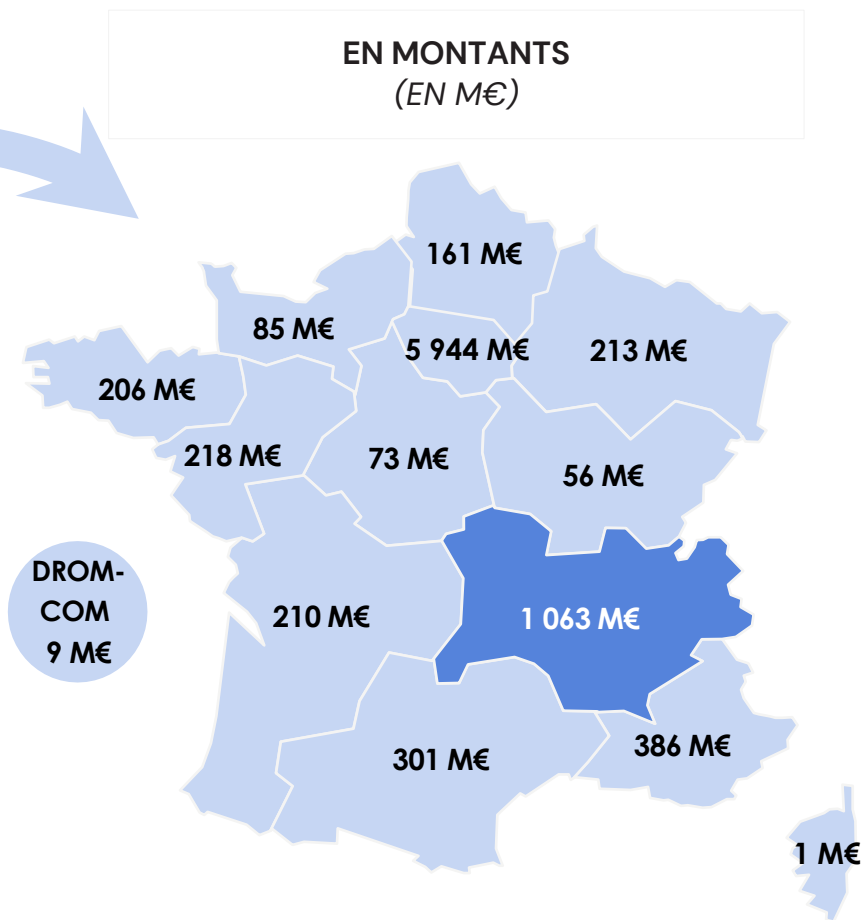 EN MONTANTS
(EN M€)
161 M€
85 M€
5 944 M€
213 M€
206 M€
218 M€
73 M€
56 M€
DROM-
COM
9 M€
210 M€
1 063 M€
301 M€
386 M€
1 M€